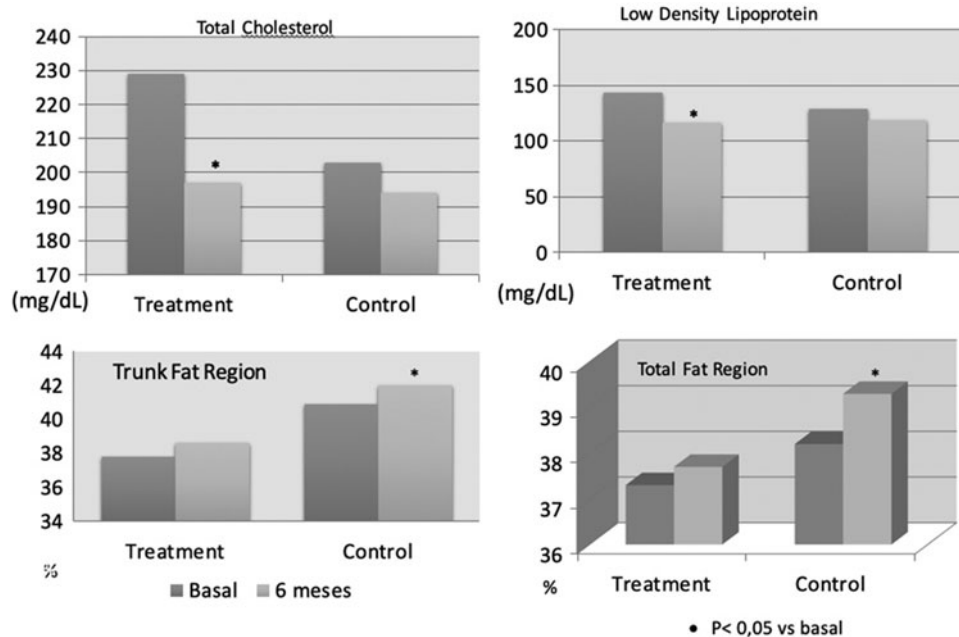 Total Cholesterol
240
230
220
210
200
190
180
170
*
(mg/dL)
Treatment
Control
Low Density Lipoprotein
200
150
100
50
0
*
(mg/dL)
Treatment
Control
Trunk Fat Region
44
42
40
38
36
34
*
Treatment
Control
%
Basal
6 meses
Total Fat Region
40
39
38
37
36
*
%
Treatment
Control
• P< 0,05 vs basal